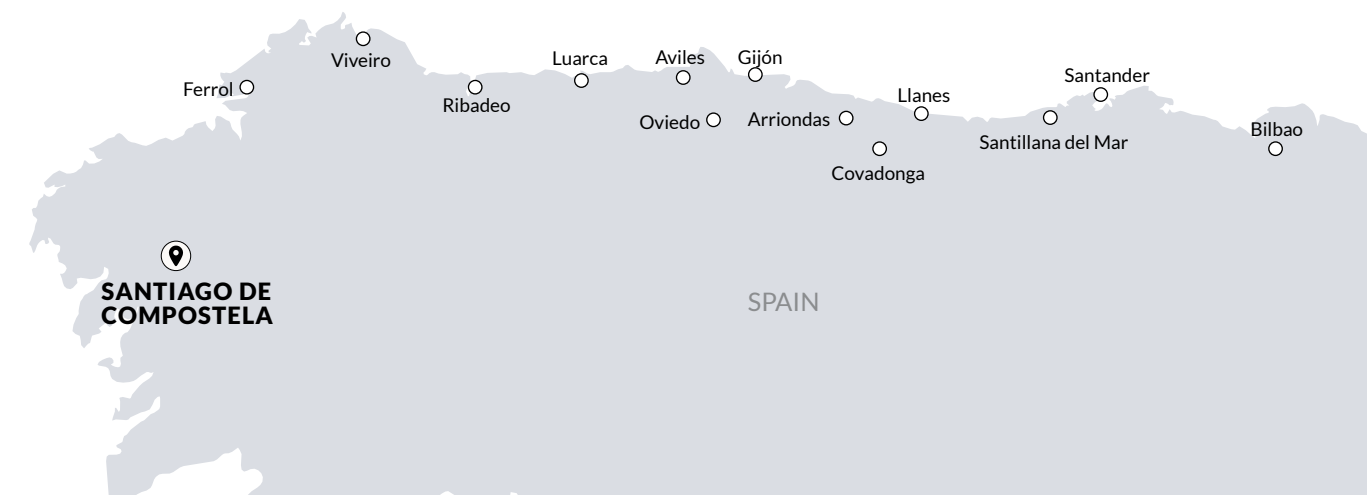 Viveiro
Luarca
Aviles
Gijón
Santander
Ferrol
Ribadeo
Llanes
Oviedo
Arriondas
Santillana del Mar
Bilbao
Covadonga
SANTIAGO DE
COMPOSTELA
SPAIN